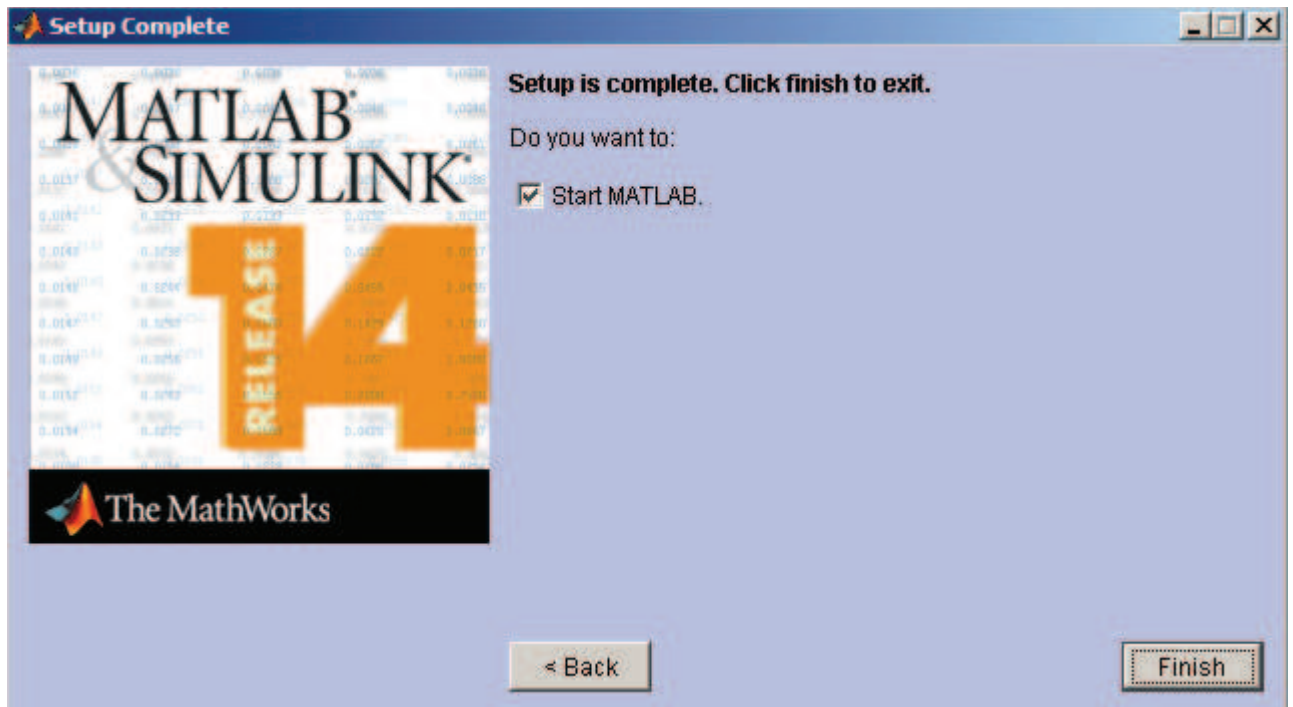 Setup Complete
MATLAB®
& SIMULINK®
RELEASE
14
The MathWorks
Setup is complete. Click finish to exit.
Do you want to:
Start MATLAB.
< Back
Finish